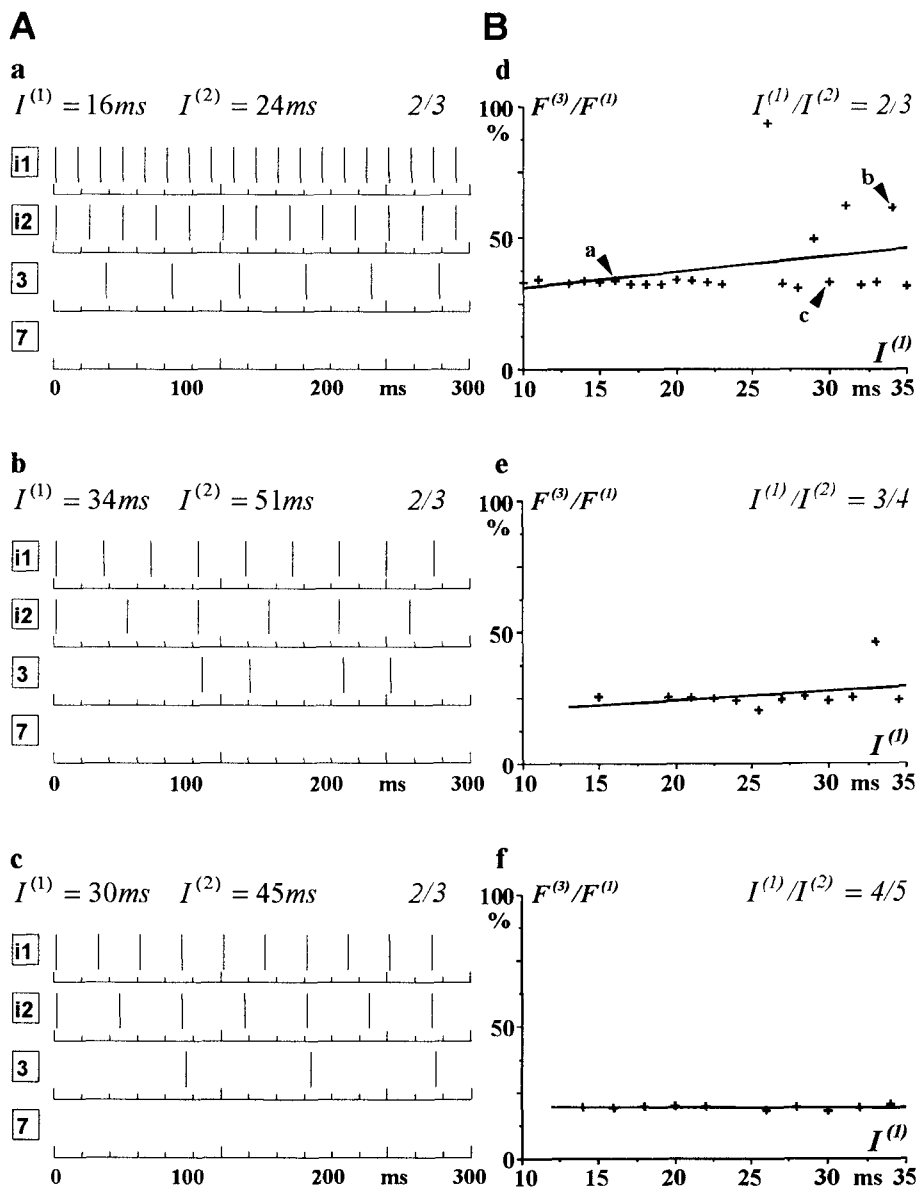 A
a
I(1) = 16ms I(2) = 24ms 2/3
i1
i2
3
7
0 100 200 ms 300
b
I(1) = 34ms I(2) = 51ms 2/3
i1
i2
3
7
0 100 200 ms 300
c
I(1) = 30ms I(2) = 45ms 2/3
i1
i2
3
7
0 100 200 ms 300
B
d
100 F(3)/F(1) I(1)/I(2) = 2/3
%
b
a
50
c
I(1)
0
10 15 20 25 30 ms 35
e
100 F(3)/F(1) I(1)/I(2) = 3/4
%
50
I(1)
0
10 15 20 25 30 ms 35
f
100 F(3)/F(1) I(1)/I(2) = 4/5
%
50
I(1)
0
10 15 20 25 30 ms 35